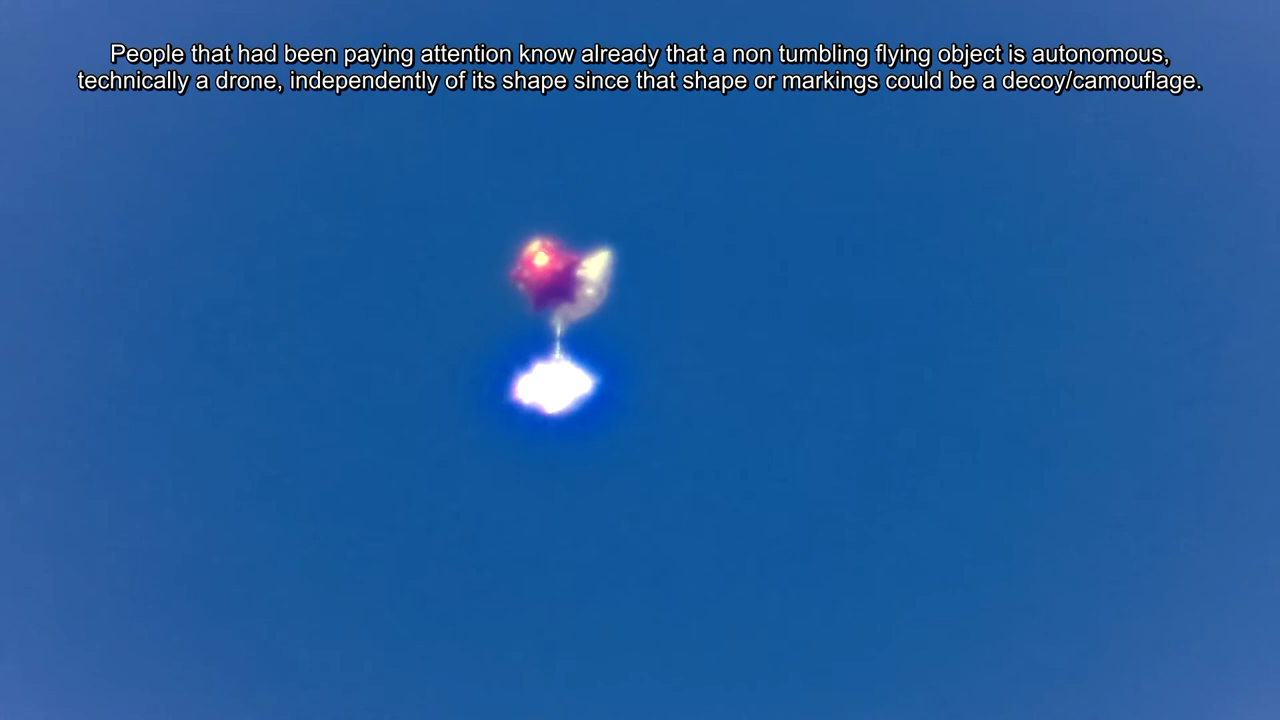 People that had been paying attention know already that a non tumbling flying object is autonomous,
technically a drone, independently of its shape since that shape or markings could be a decoy/camouflage.